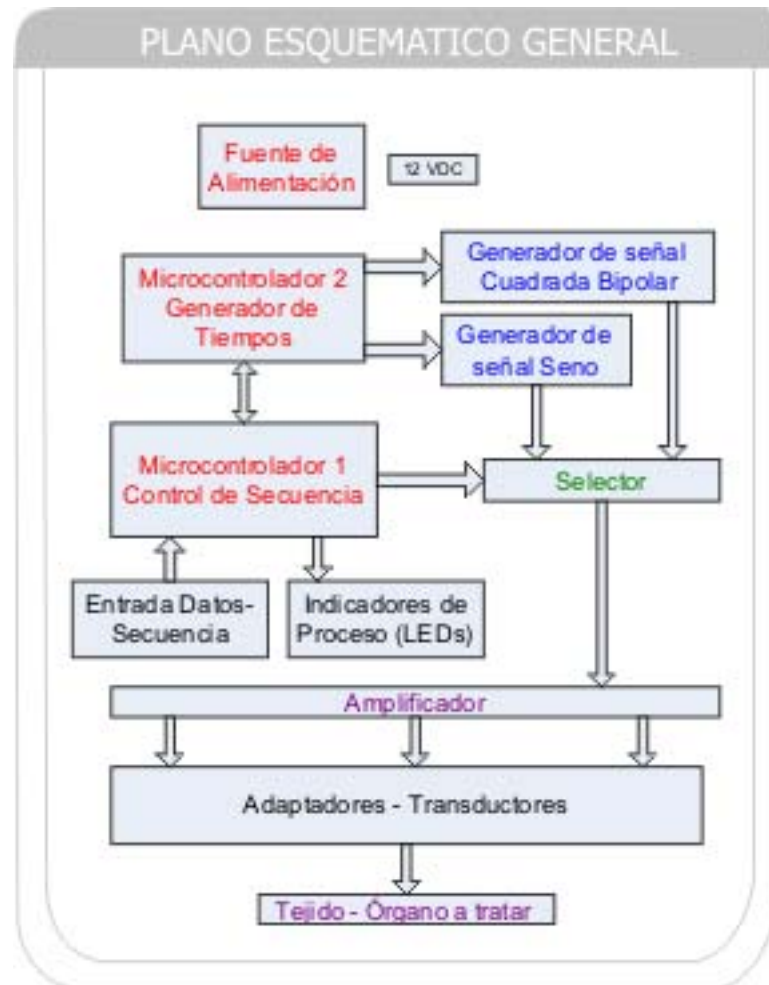 PLANO ESQUEMATICO GENERAL
Fuente de
Alimentación
12 VDC
Microcontrolador 2
Generador de
Tiempos
Generador de señal
Cuadrada Bipolar
Generador de
señal Seno
Microcontrolador 1
Control de Secuencia
Selector
Entrada Datos-
Secuencia
Indicadores de
Proceso (LEDs)
Amplificador
Adaptadores - Transductores
Tejido - Órgano a tratar